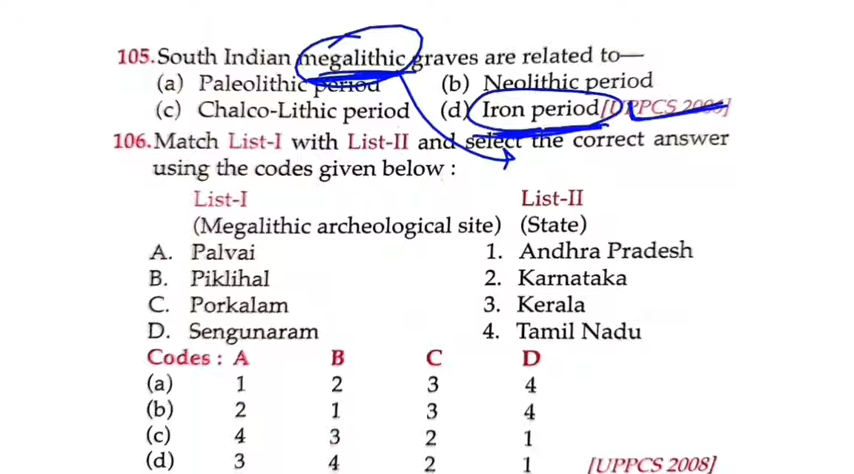 105. South Indian megalithic graves are related to—
(a) Paleolithic period (b) Neolithic period
(c) Chalco-Lithic period (d) Iron period [UPPCS 2006]
106. Match List-I with List-II and select the correct answer
using the codes given below :
List-I List-II
(Megalithic archeological site) (State)
A. Palvai 1. Andhra Pradesh
B. Piklihal 2. Karnataka
C. Porkalam 3. Kerala
D. Sengunaram 4. Tamil Nadu
Codes : A B C D
(a) 1 2 3 4
(b) 2 1 3 4
(c) 4 3 2 1
(d) 3 4 2 1 [UPPCS 2008]